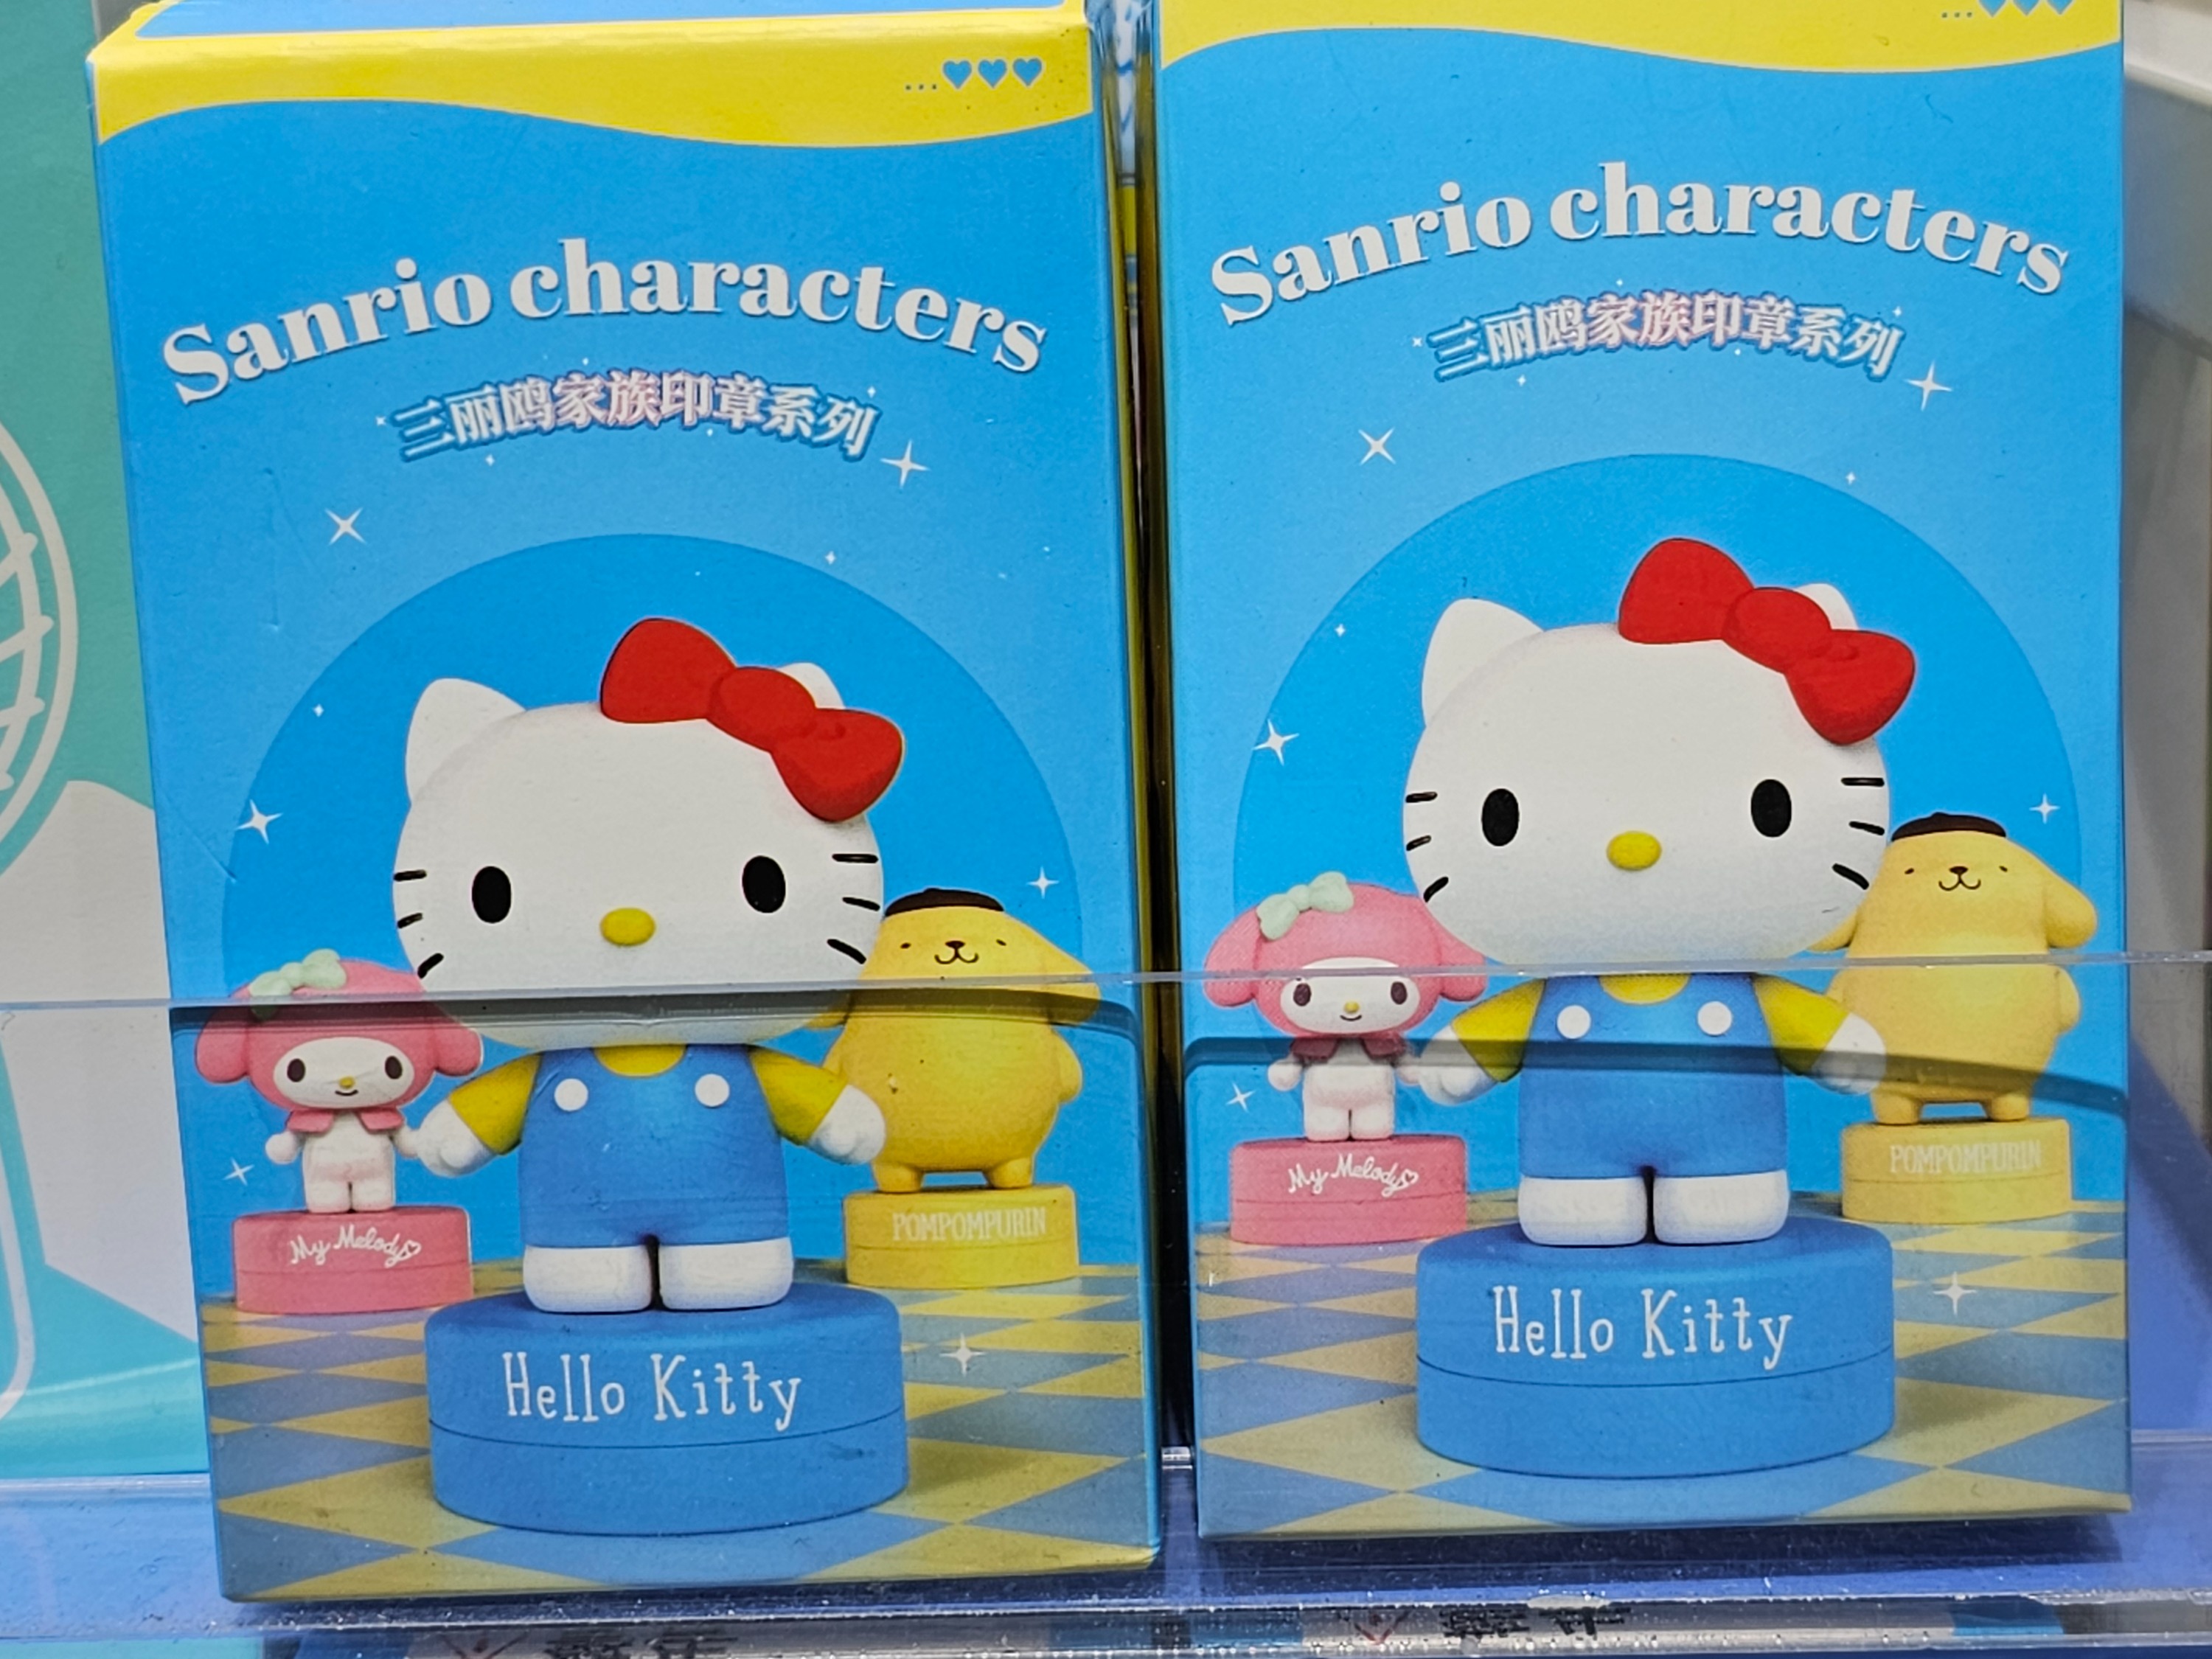 ...♥♥♥
Sanrio characters
三丽鸥家族印章系列
My Melody♡
POMPOMPURIN
Hello Kitty
...♥♥♥
Sanrio characters
三丽鸥家族印章系列
My Melody♡
POMPOMPURIN
Hello Kitty